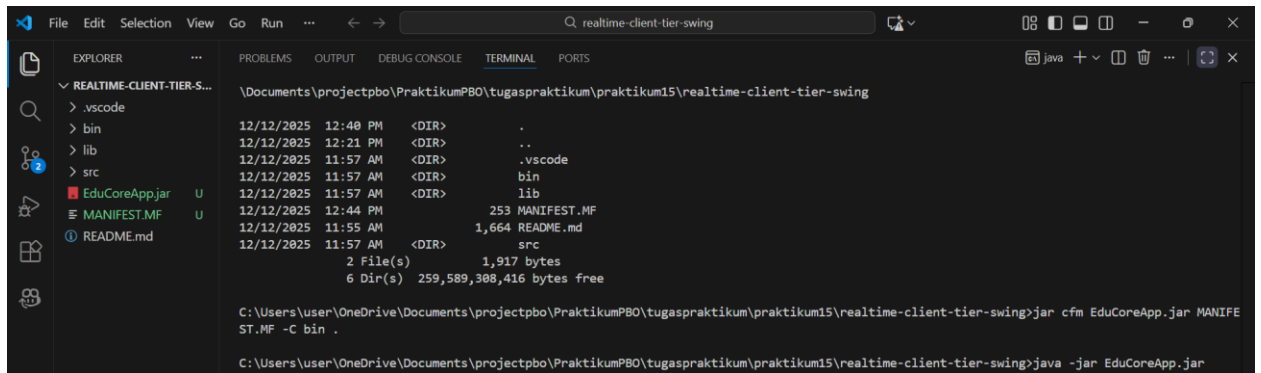 File Edit Selection View Go Run ··· ← → realtime-client-tier-swing
EXPLORER ···
REALTIME-CLIENT-TIER-S...
> .vscode
> bin
> lib
> src
EduCoreApp.jar U
MANIFEST.MF U
README.md
2
PROBLEMS OUTPUT DEBUG CONSOLE TERMINAL PORTS java
\Documents\projectpbo\PraktikumPBO\tugaspraktikum\praktikum15\realtime-client-tier-swing
12/12/2025 12:40 PM <DIR> .
12/12/2025 12:21 PM <DIR> ..
12/12/2025 11:57 AM <DIR> .vscode
12/12/2025 11:57 AM <DIR> bin
12/12/2025 11:57 AM <DIR> lib
12/12/2025 12:44 PM 253 MANIFEST.MF
12/12/2025 11:55 AM 1,664 README.md
12/12/2025 11:57 AM <DIR> src
2 File(s) 1,917 bytes
6 Dir(s) 259,589,308,416 bytes free
C:\Users\user\OneDrive\Documents\projectpbo\PraktikumPBO\tugaspraktikum\praktikum15\realtime-client-tier-swing>jar cfm EduCoreApp.jar MANIFE
ST.MF -C bin .
C:\Users\user\OneDrive\Documents\projectpbo\PraktikumPBO\tugaspraktikum\praktikum15\realtime-client-tier-swing>java -jar EduCoreApp.jar